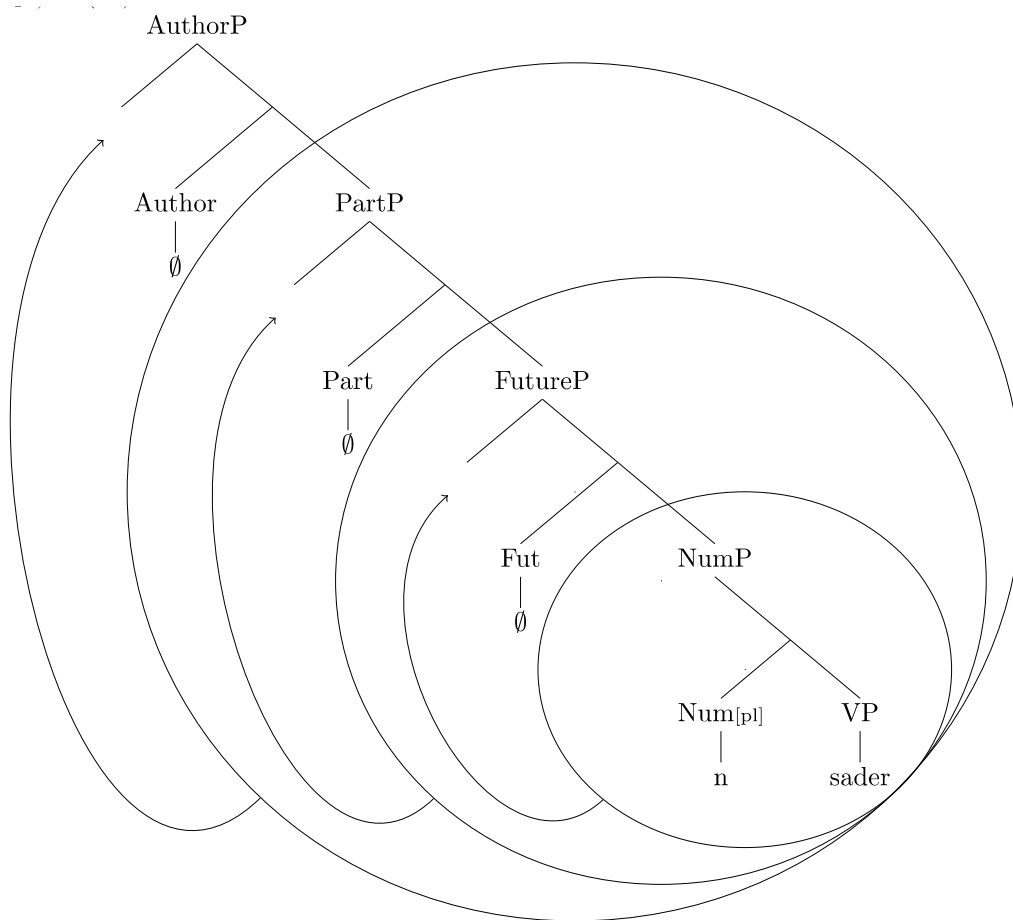 AuthorP
Author PartP
∅
Part FutureP
∅
Fut NumP
∅
Num[pl] VP
n sader